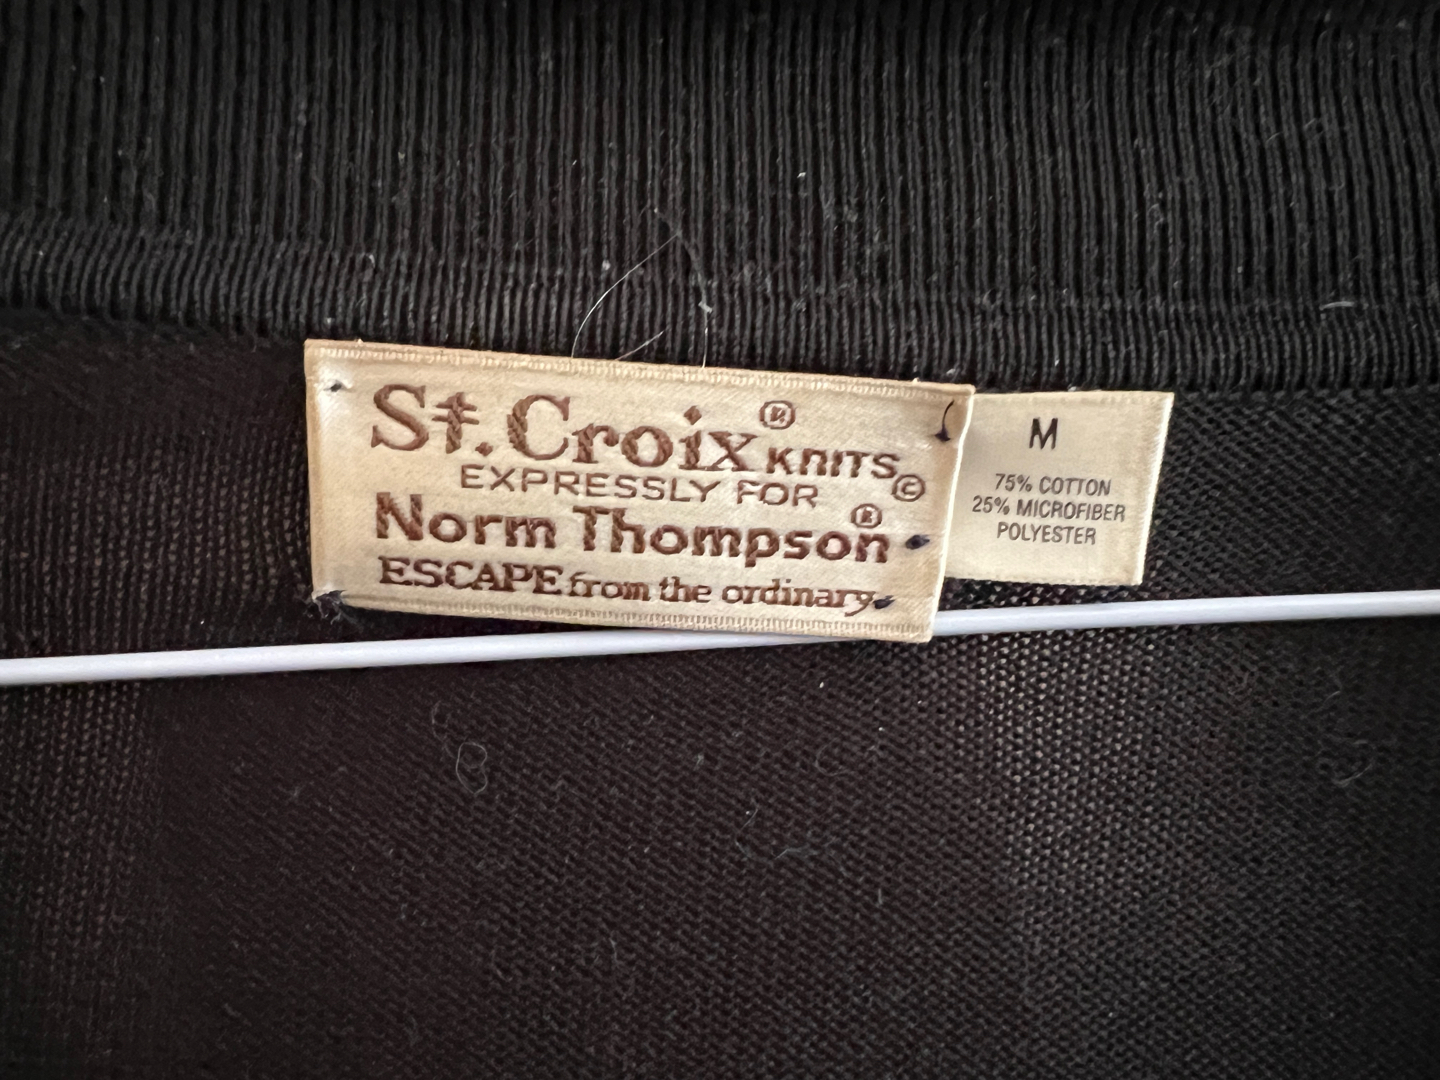 St. Croix® KNITS©
EXPRESSLY FOR
Norm Thompson®
ESCAPE from the ordinary.
M
75% COTTON
25% MICROFIBER
POLYESTER